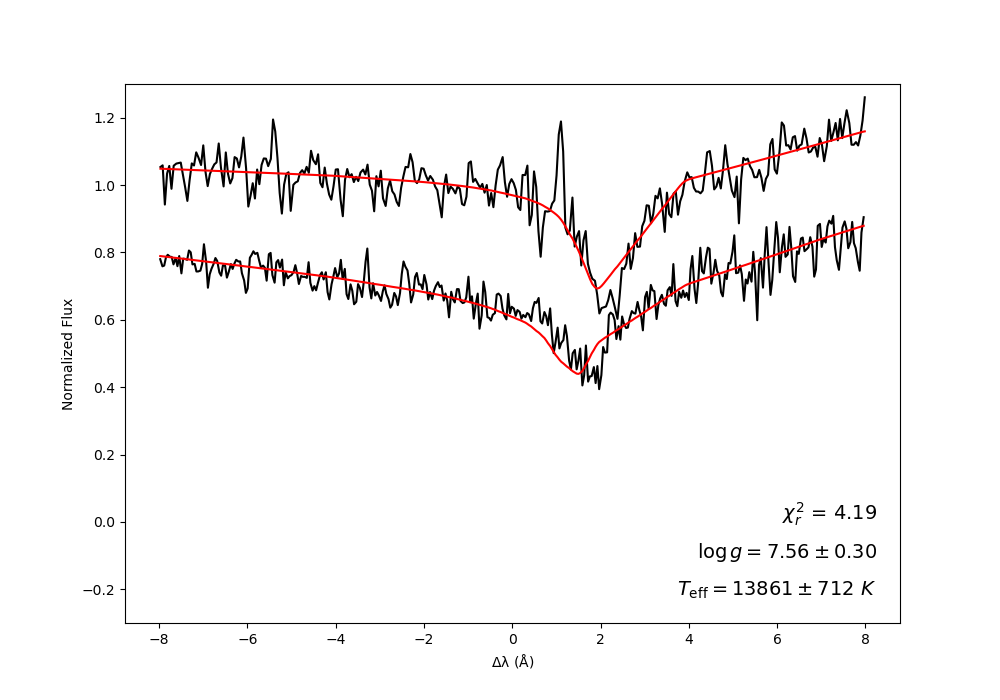 1.2
1.0
0.8
0.6
0.4
0.2
0.0
−0.2
Normalized Flux
χ²ᵣ = 4.19
log g = 7.56 ± 0.30
T_eff = 13861 ± 712 K
−8 −6 −4 −2 0 2 4 6 8
Δλ (Å)